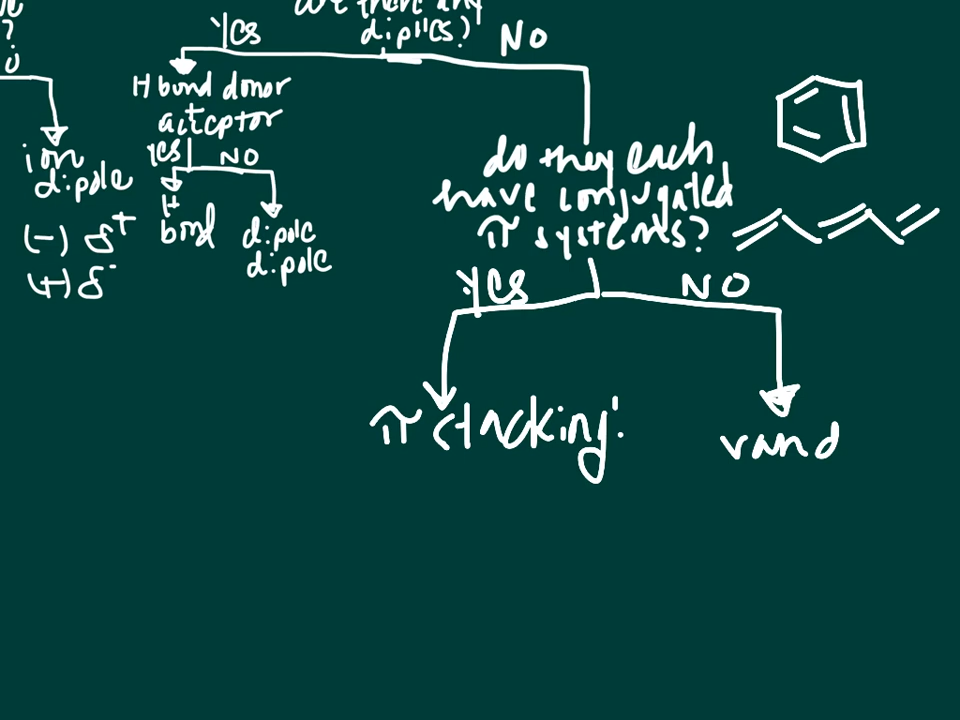 are there any
dipoles?
YES
NO
H bond donor
acceptor
YES
NO
H
bond
dipole
dipole
ion
dipole
(-) δ+
(+) δ-
do they each
have conjugated
π systems?
YES
NO
π stacking!
vand